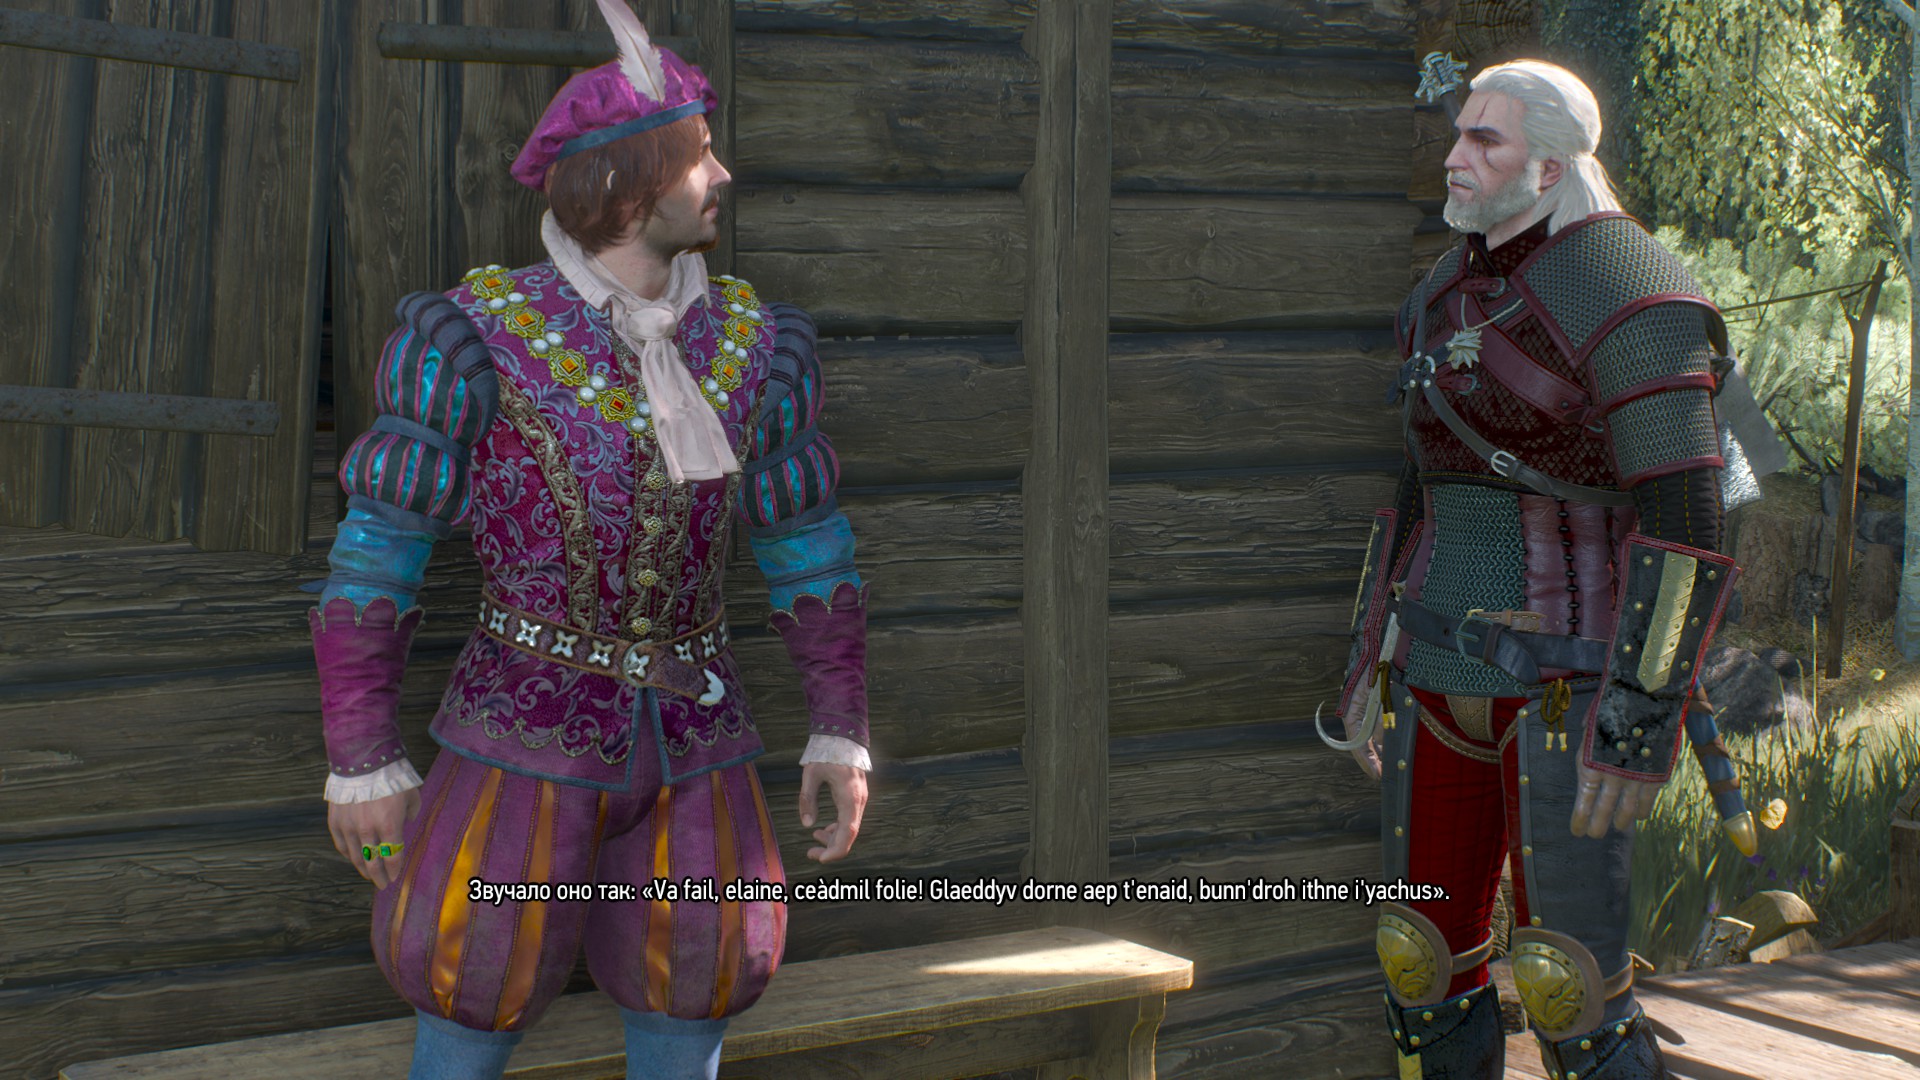 Звучало оно так: «Va fail, elaine, ceàdmil folie! Glaeddyv dorne aep t'enaid, bunn'droh ithne i'yachus».